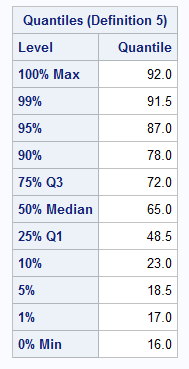 Quantiles (Definition 5)
Level Quantile
100% Max 92.0
99% 91.5
95% 87.0
90% 78.0
75% Q3 72.0
50% Median 65.0
25% Q1 48.5
10% 23.0
5% 18.5
1% 17.0
0% Min 16.0